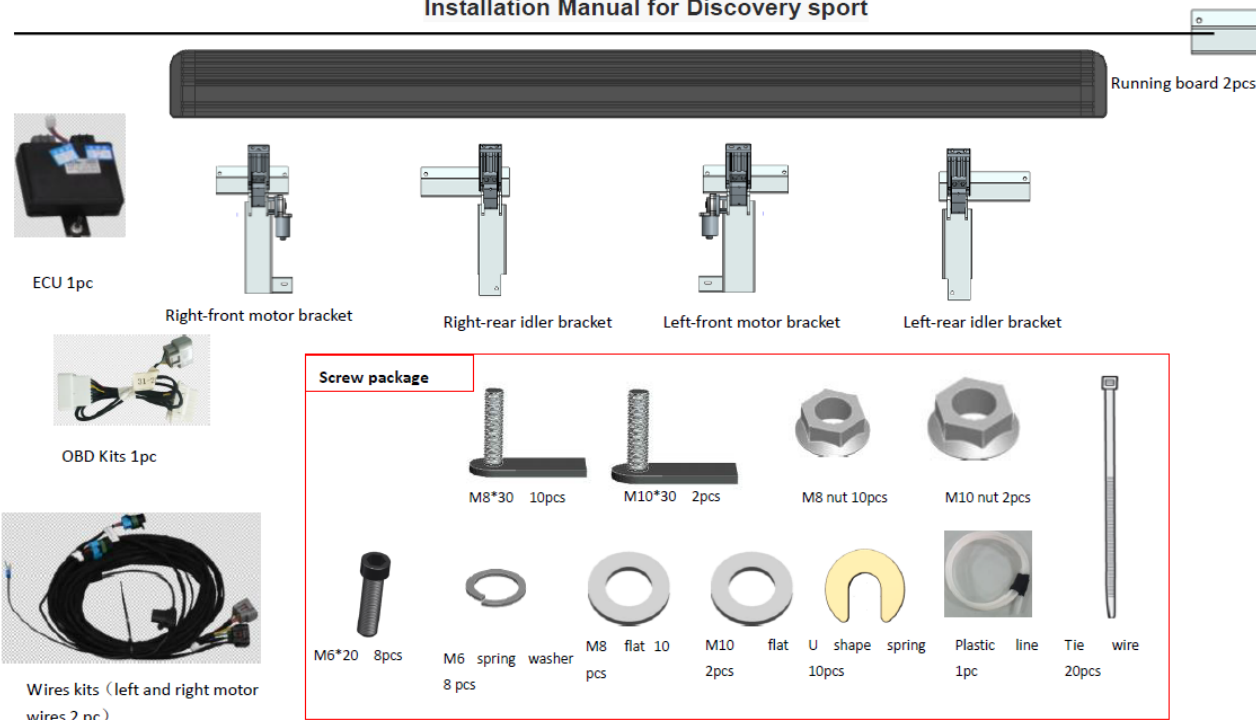 Installation Manual for Discovery sport
Running board 2pcs
ECU 1pc
Right-front motor bracket
Right-rear idler bracket
Left-front motor bracket
Left-rear idler bracket
OBD Kits 1pc
Screw package
M8*30 10pcs
M10*30 2pcs
M8 nut 10pcs
M10 nut 2pcs
M6*20 8pcs
M6 spring washer
8 pcs
M8 flat 10
pcs
M10 flat
2pcs
U shape spring
10pcs
Plastic line
1pc
Tie wire
20pcs
Wires kits（left and right motor
wires 2 pc）